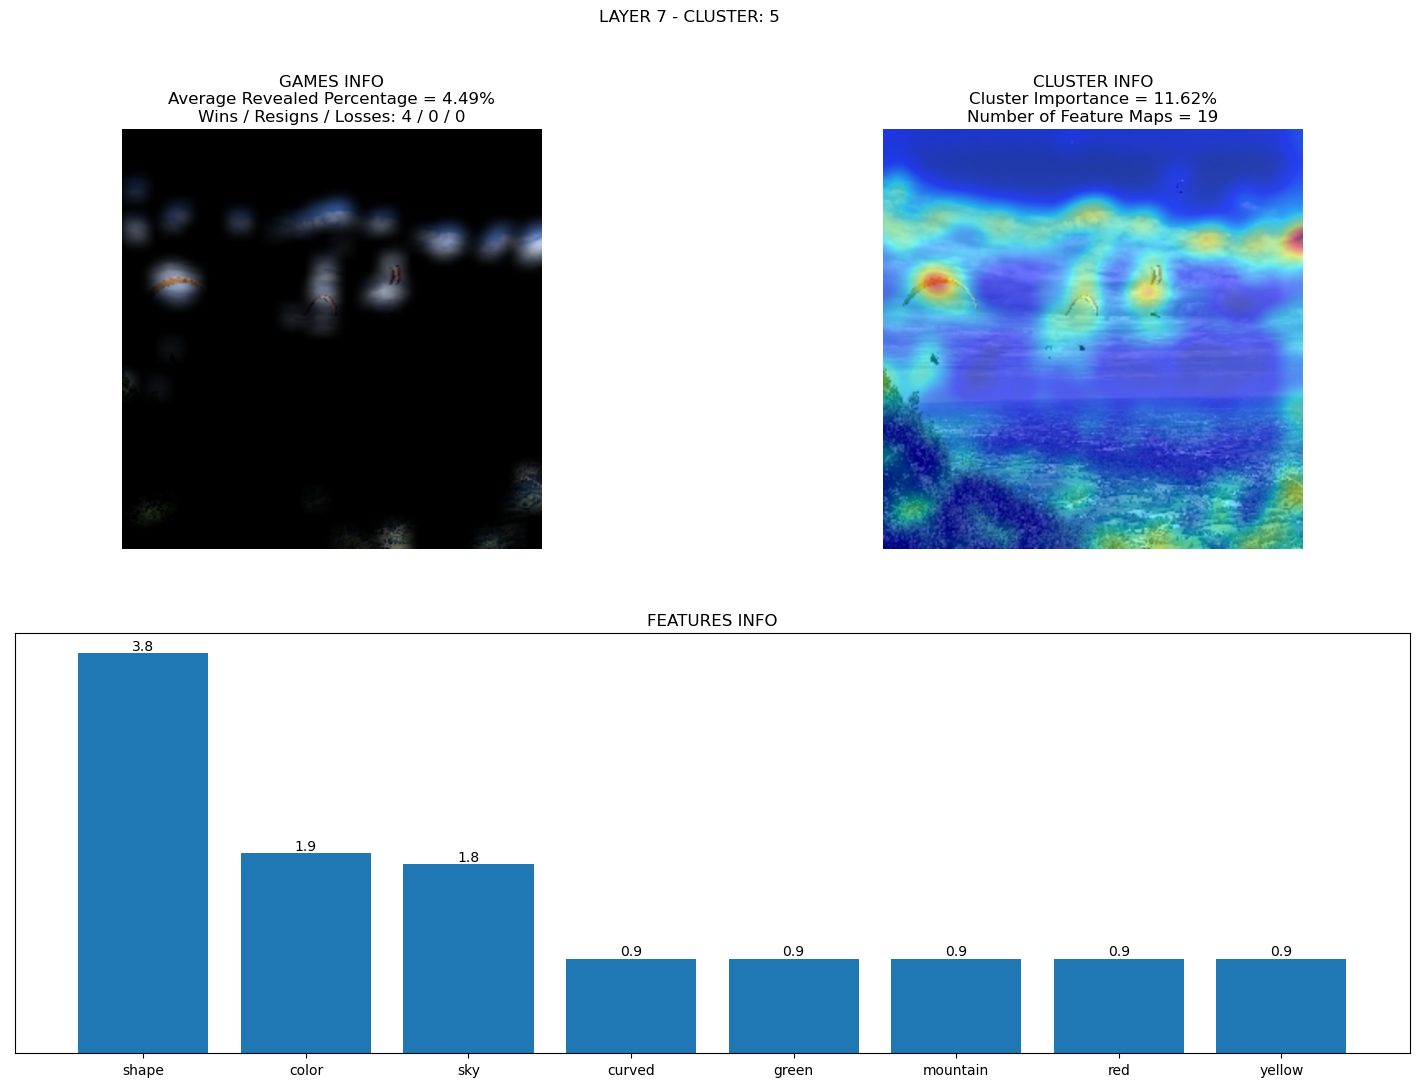 LAYER 7 - CLUSTER: 5
GAMES INFO
Average Revealed Percentage = 4.49%
Wins / Resigns / Losses: 4 / 0 / 0
CLUSTER INFO
Cluster Importance = 11.62%
Number of Feature Maps = 19
FEATURES INFO
3.8
1.9
1.8
0.9
0.9
0.9
0.9
0.9
shape
color
sky
curved
green
mountain
red
yellow